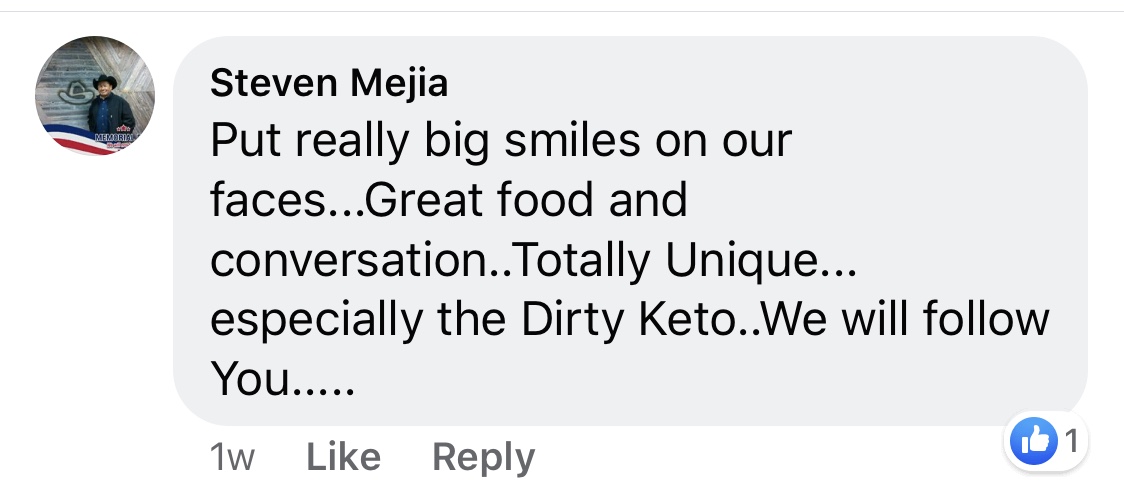 Steven Mejia
Put really big smiles on our
faces...Great food and
conversation..Totally Unique...
especially the Dirty Keto..We will follow
You.....
1w Like Reply
1
MEMORIAL